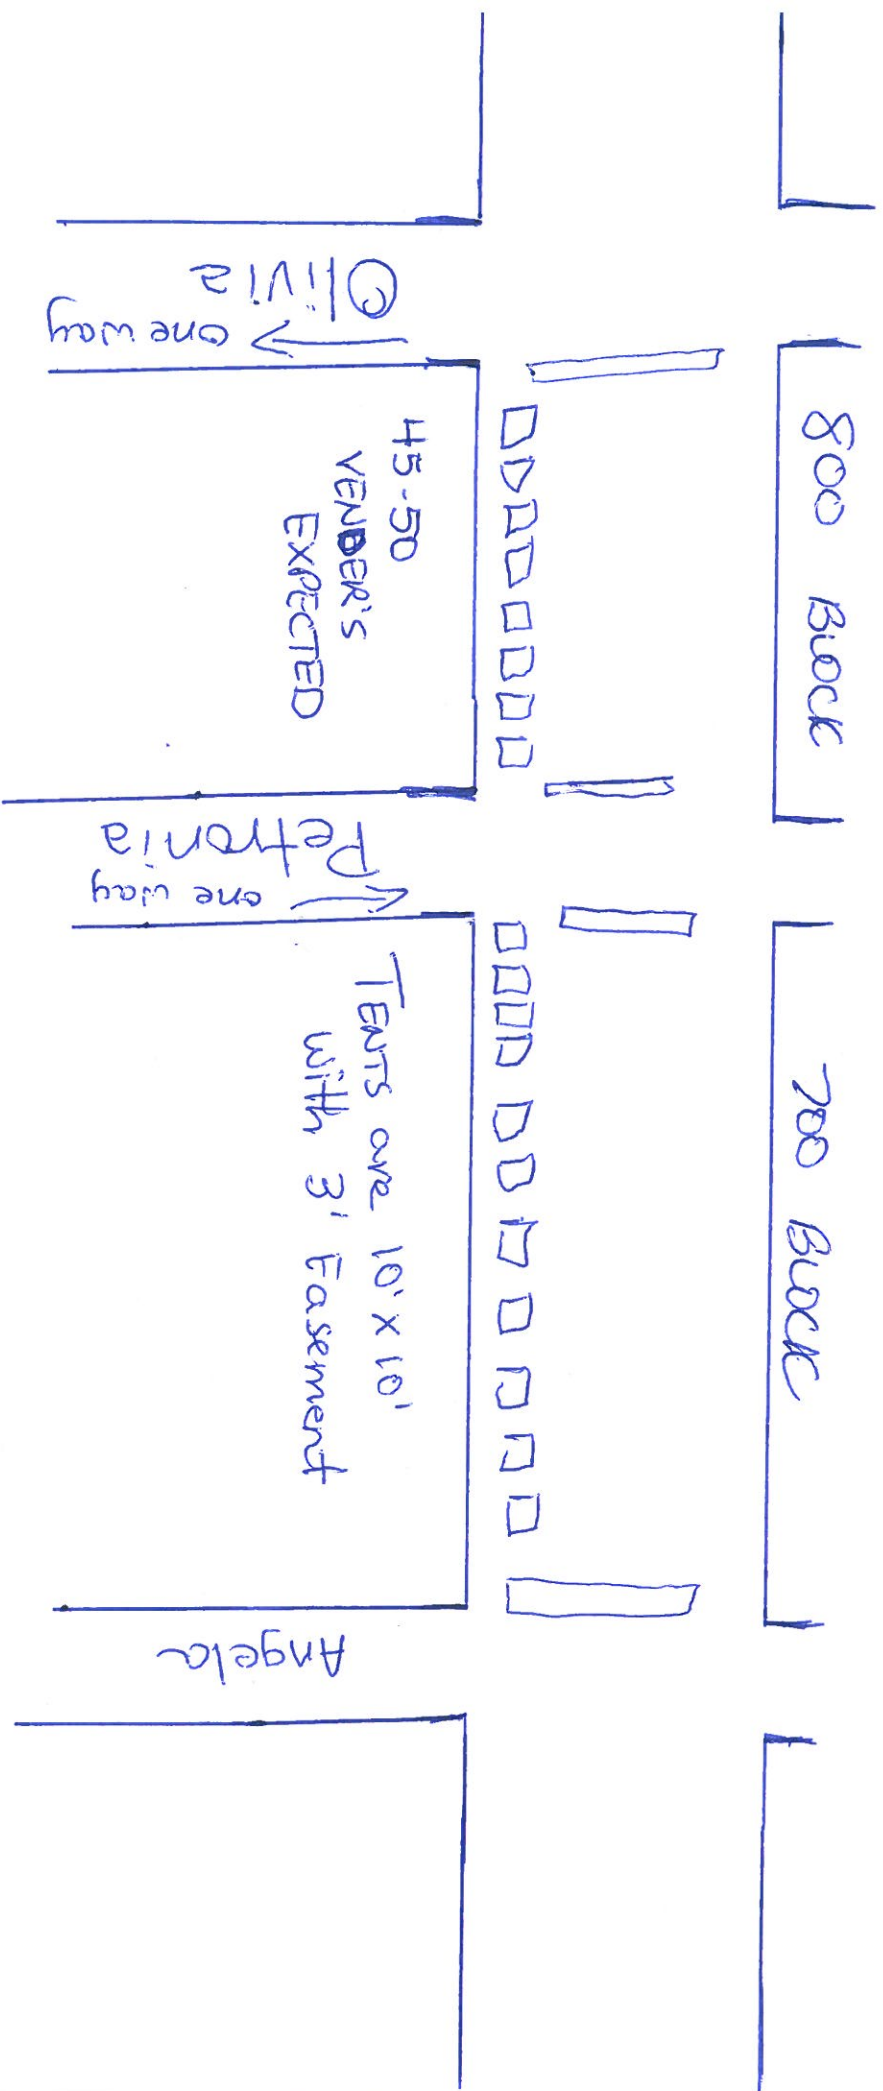 Olivia
one way
800 BLOCK
45-50
VENDER'S
EXPECTED
Petronia
one way
700 BLOCK
TENTS are 10'x10'
with 3' Easement
Angela